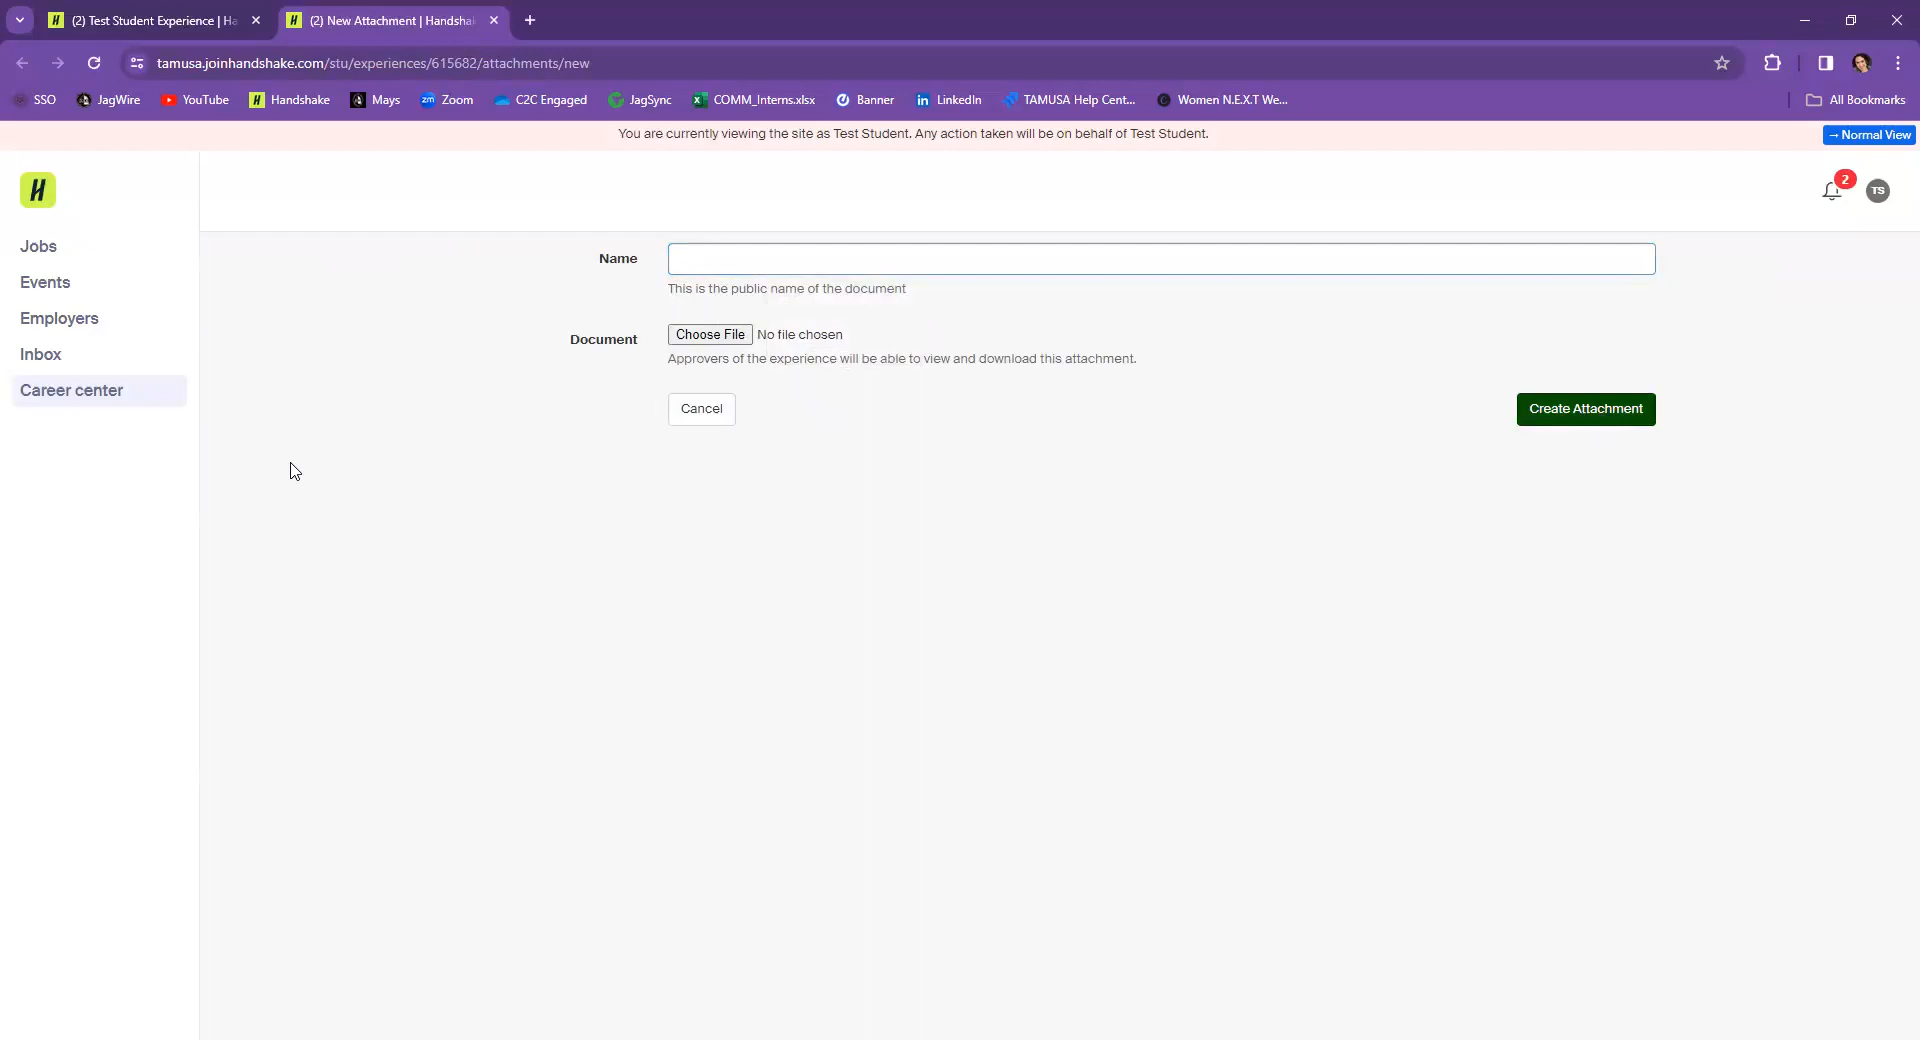 (2) Test Student Experience | Ha
(2) New Attachment | Handshak
tamusa.joinhandshake.com/stu/experiences/615682/attachments/new
SSO
JagWire
YouTube
Handshake
Mays
Zoom
C2C Engaged
JagSync
COMM_Interns.xlsx
Banner
LinkedIn
TAMUSA Help Cent...
Women N.E.X.T We...
All Bookmarks
You are currently viewing the site as Test Student. Any action taken will be on behalf of Test Student.
→ Normal View
2
TS
Jobs
Events
Employers
Inbox
Career center
Name
This is the public name of the document
Document
Choose File No file chosen
Approvers of the experience will be able to view and download this attachment.
Cancel
Create Attachment